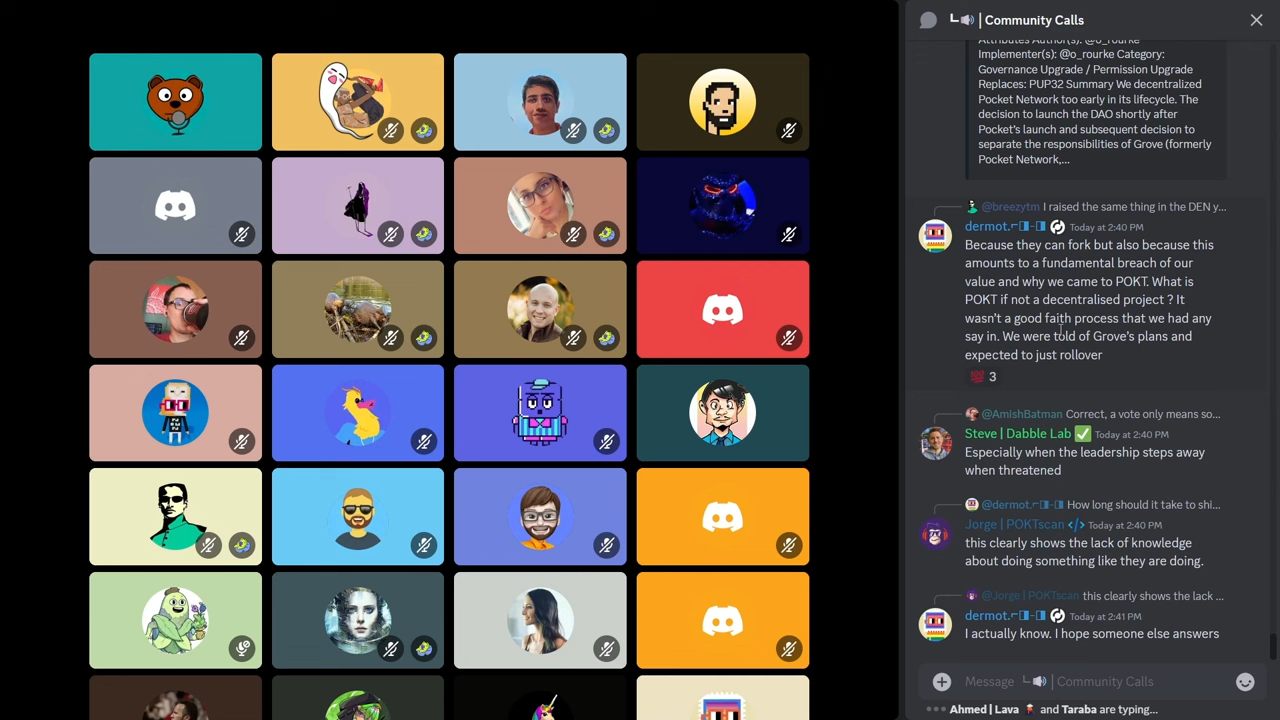 Community Calls
Attributes Author(s): @o_rourke
Implementer(s): @o_rourke Category:
Governance Upgrade / Permission Upgrade
Replaces: PUP32 Summary We decentralized
Pocket Network too early in its lifecycle. The
decision to launch the DAO shortly after
Pocket's launch and subsequent decision to
separate the responsibilities of Grove (formerly
Pocket Network,...
@breezytm I raised the same thing in the DEN y...
dermot. Today at 2:40 PM
Because they can fork but also because this
amounts to a fundamental breach of our
value and why we came to POKT. What is
POKT if not a decentralised project ? It
wasn't a good faith process that we had any
say in. We were told of Grove's plans and
expected to just rollover
3
@AmishBatman Correct, a vote only means so...
Steve | Dabble Lab Today at 2:40 PM
Especially when the leadership steps away
when threatened
@dermot. How long should it take to shi...
Jorge | POKTscan </> Today at 2:40 PM
this clearly shows the lack of knowledge
about doing something like they are doing.
@Jorge | POKTscan this clearly shows the lack ...
dermot. Today at 2:41 PM
I actually know. I hope someone else answers
Message Community Calls
Ahmed | Lava and Taraba are typing...